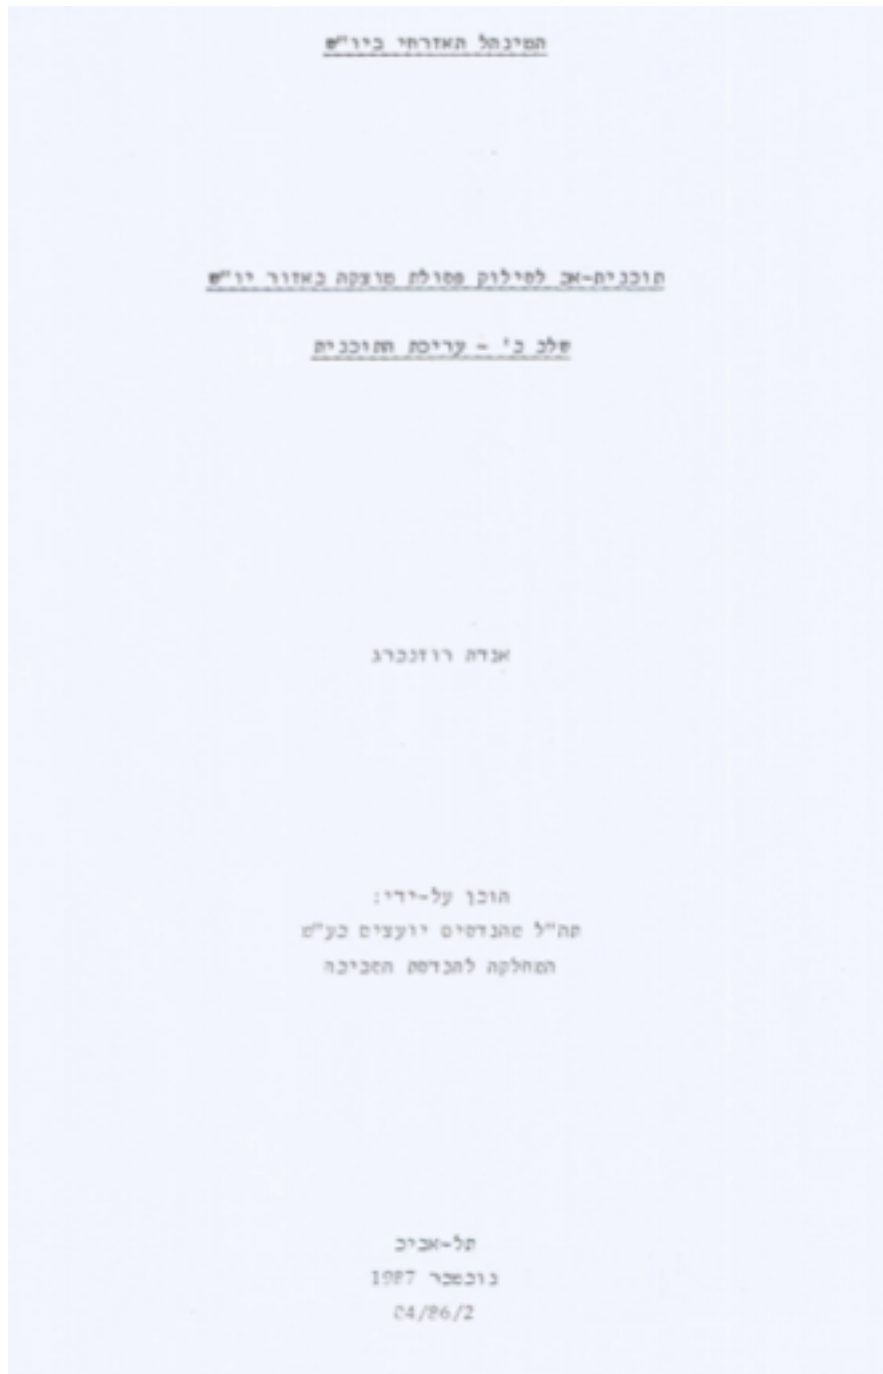 המינהל האזרחי ביו"ש
תוכנית-אב לסילוק פסולת מוצקה באזור יו"ש
שלב ב' - עריכת התוכנית
אנדה רוזנברג
הוכן על-ידי:
תה"ל מהנדסים יועצים בע"מ
המחלקה להנדסת הסביבה
תל-אביב
נובמבר 1987
04/86/2